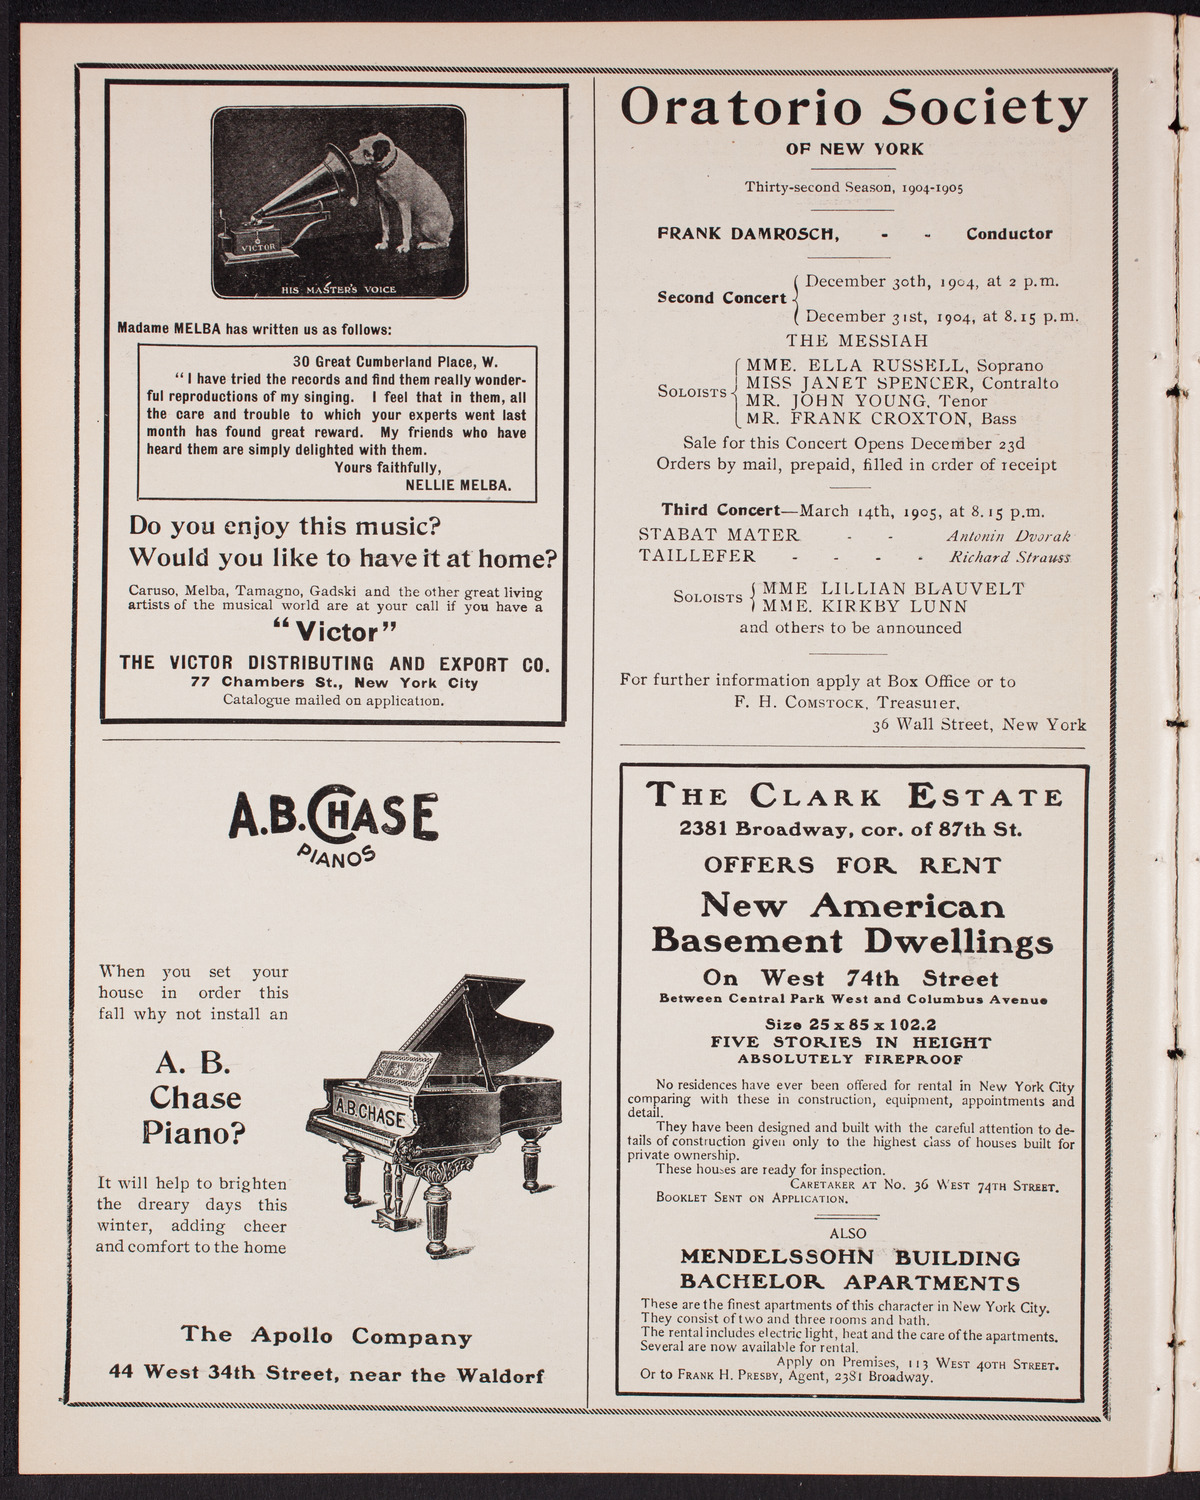 VICTOR
HIS MASTER'S VOICE
Madame MELBA has written us as follows:
30 Great Cumberland Place, W.
"I have tried the records and find them really wonder-
ful reproductions of my singing. I feel that in them, all
the care and trouble to which your experts went last
month has found great reward. My friends who have
heard them are simply delighted with them.
Yours faithfully,
NELLIE MELBA.
Do you enjoy this music?
Would you like to have it at home?
Caruso, Melba, Tamagno, Gadski and the other great living
artists of the musical world are at your call if you have a
"Victor"
THE VICTOR DISTRIBUTING AND EXPORT CO.
77 Chambers St., New York City
Catalogue mailed on application.
A.B. CHASE
PIANOS
When you set your
house in order this
fall why not install an
A. B.
Chase
Piano?
It will help to brighten
the dreary days this
winter, adding cheer
and comfort to the home
A.B.CHASE
The Apollo Company
44 West 34th Street, near the Waldorf
Oratorio Society
OF NEW YORK
Thirty-second Season, 1904-1905
FRANK DAMROSCH, - - Conductor
Second Concert { December 30th, 1904, at 2 p.m.
December 31st, 1904, at 8.15 p.m.
THE MESSIAH
SOLOISTS { MME. ELLA RUSSELL, Soprano
MISS JANET SPENCER, Contralto
MR. JOHN YOUNG, Tenor
MR. FRANK CROXTON, Bass
Sale for this Concert Opens December 23d
Orders by mail, prepaid, filled in order of receipt
Third Concert—March 14th, 1905, at 8.15 p.m.
STABAT MATER - - Antonin Dvorak
TAILLEFER - - - - Richard Strauss
SOLOISTS { MME LILLIAN BLAUVELT
MME. KIRKBY LUNN
and others to be announced
For further information apply at Box Office or to
F. H. COMSTOCK, Treasurer,
36 Wall Street, New York
THE CLARK ESTATE
2381 Broadway, cor. of 87th St.
OFFERS FOR RENT
New American
Basement Dwellings
On West 74th Street
Between Central Park West and Columbus Avenue
Size 25 x 85 x 102.2
FIVE STORIES IN HEIGHT
ABSOLUTELY FIREPROOF
No residences have ever been offered for rental in New York City
comparing with these in construction, equipment, appointments and
detail.
They have been designed and built with the careful attention to de-
tails of construction given only to the highest class of houses built for
private ownership.
These houses are ready for inspection.
CARETAKER AT NO. 36 WEST 74TH STREET.
BOOKLET SENT ON APPLICATION.
ALSO
MENDELSSOHN BUILDING
BACHELOR APARTMENTS
These are the finest apartments of this character in New York City.
They consist of two and three rooms and bath.
The rental includes electric light, heat and the care of the apartments.
Several are now available for rental.
Apply on Premises, 113 WEST 40TH STREET.
Or to FRANK H. PRESBY, Agent, 2381 Broadway.